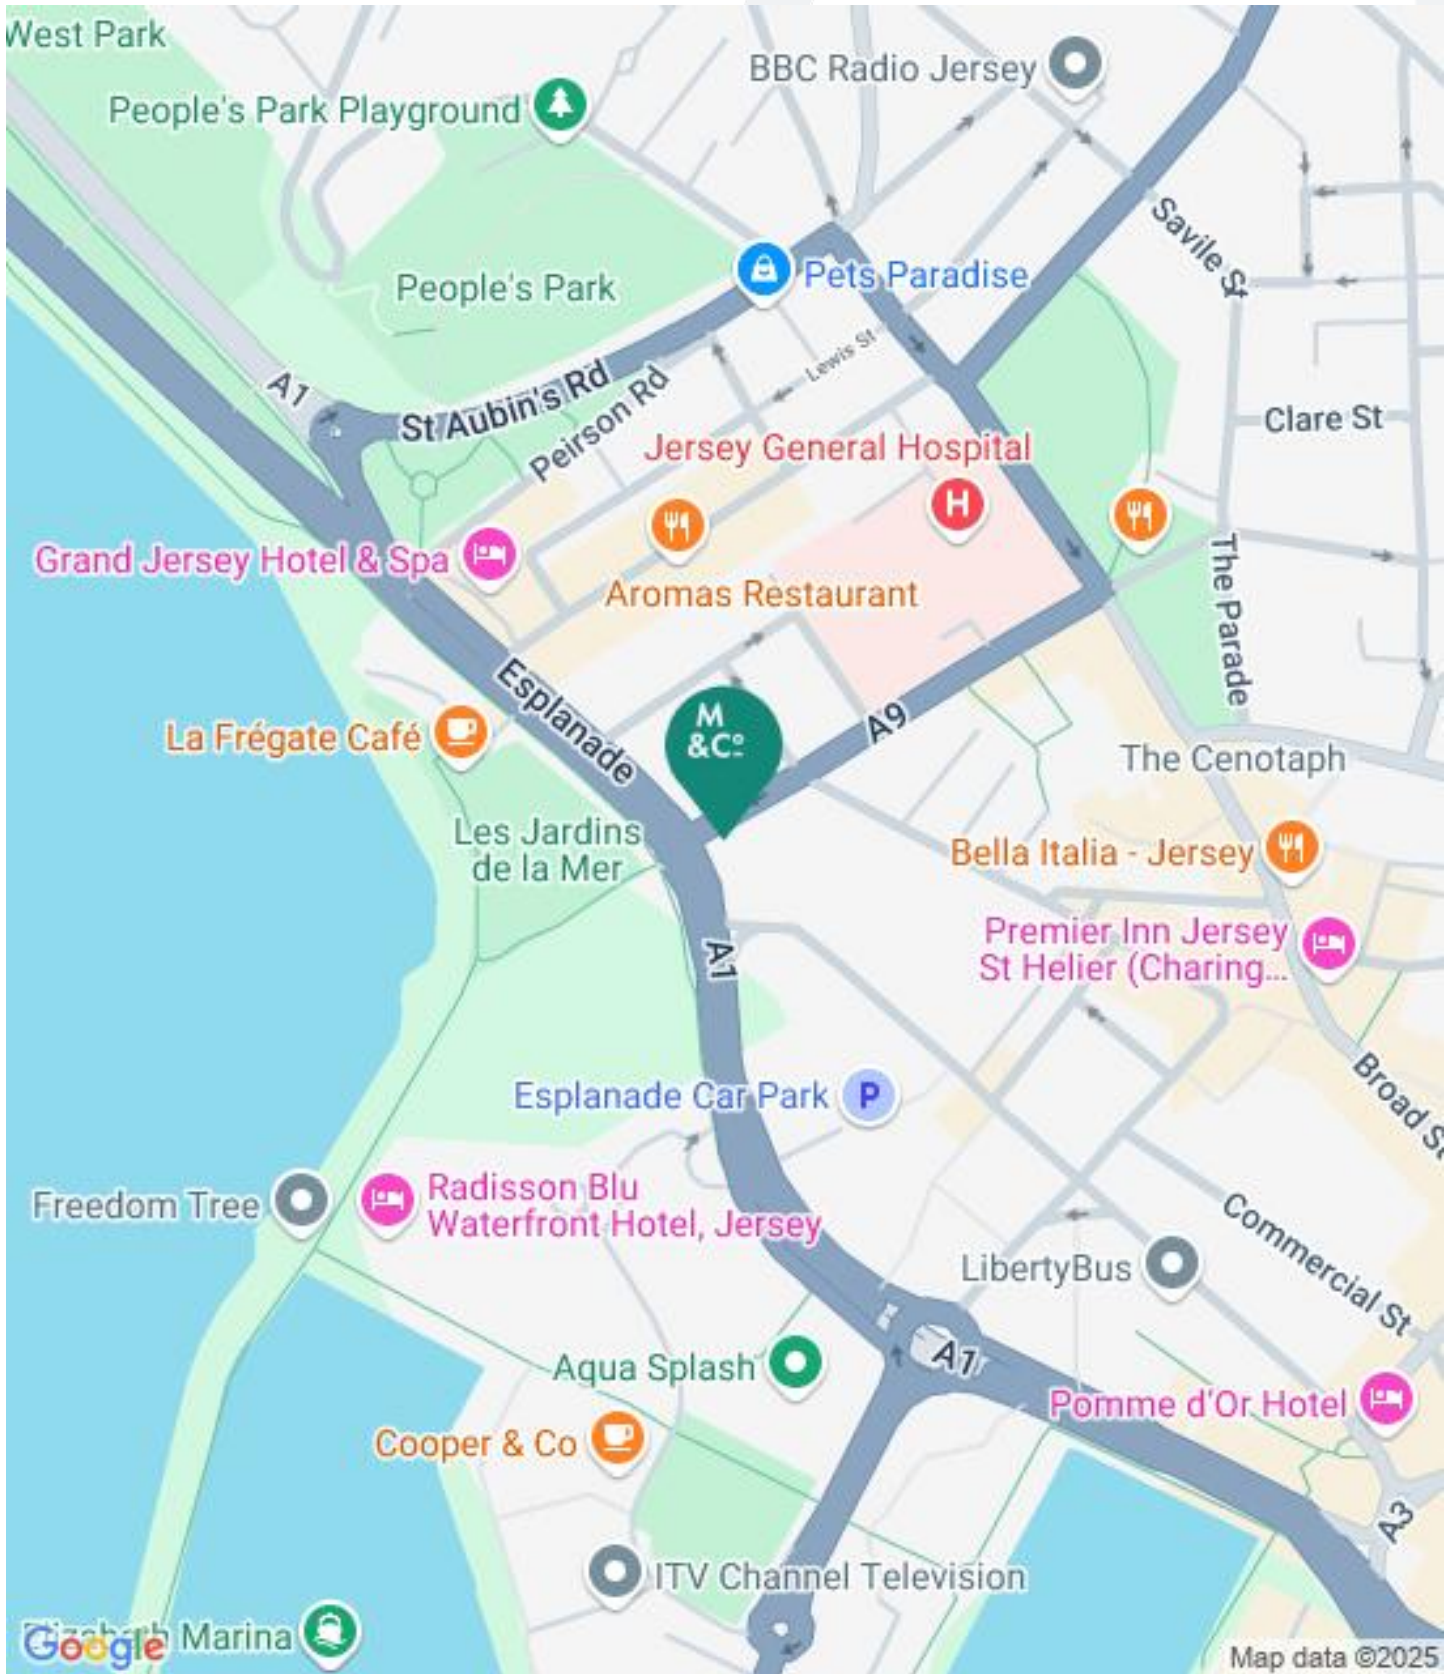 West Park
BBC Radio Jersey
People's Park Playground
Savile St
Pets Paradise
People's Park
Lewis St
A1
St Aubin's Rd
Peirson Rd
Clare St
Jersey General Hospital
H
Grand Jersey Hotel & Spa
Aromas Restaurant
The Parade
Esplanade
M
&Co
A9
La Frégate Café
The Cenotaph
Les Jardins
de la Mer
Bella Italia - Jersey
A1
Premier Inn Jersey
St Helier (Charing...
Esplanade Car Park
P
Broad St
Radisson Blu
Waterfront Hotel, Jersey
Freedom Tree
Commercial St
LibertyBus
Aqua Splash
A1
Pomme d'Or Hotel
Cooper & Co
A3
ITV Channel Television
Elizabeth Marina
Google
Map data ©2025